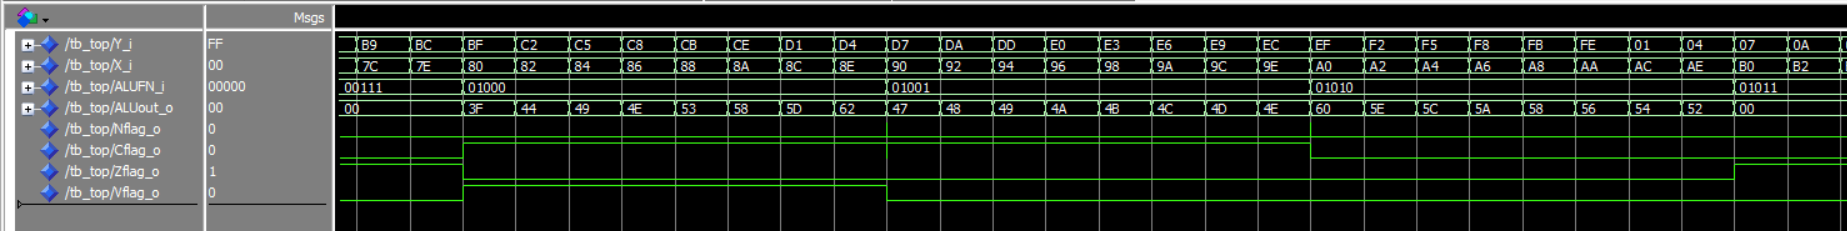 Msgs
/tb_top/Y_i FF B9 BC BF C2 C5 C8 CB CE D1 D4 D7 DA DD E0 E3 E6 E9 EC EF F2 F5 F8 FB FE 01 04 07 0A
/tb_top/X_i 00 7C 7E 80 82 84 86 88 8A 8C 8E 90 92 94 96 98 9A 9C 9E A0 A2 A4 A6 A8 AA AC AE B0 B2
/tb_top/ALUFN_i 00000 00111 01000 01001 01010 01011
/tb_top/ALUout_o 00 00 3F 44 49 4E 53 58 5D 62 47 48 49 4A 4B 4C 4D 4E 60 5E 5C 5A 58 56 54 52 00
/tb_top/Nflag_o 0
/tb_top/Cflag_o 0
/tb_top/Zflag_o 1
/tb_top/Vflag_o 0